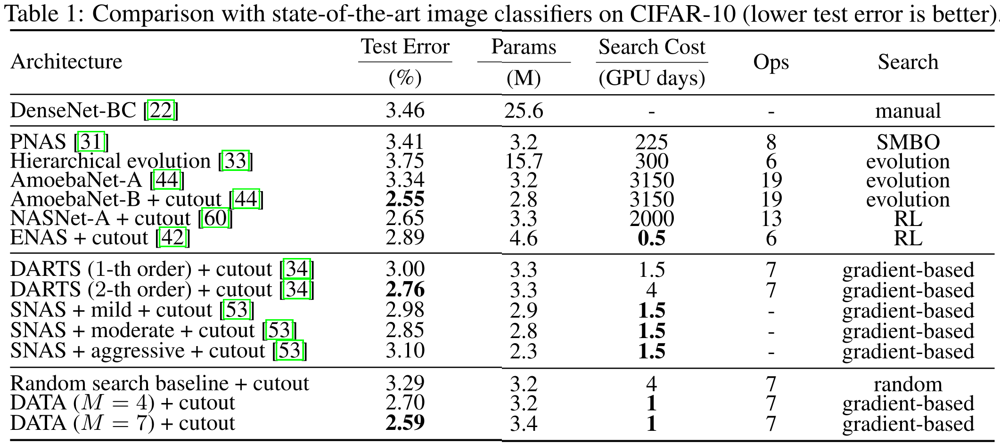 Table 1: Comparison with state-of-the-art image classifiers on CIFAR-10 (lower test error is better).
Architecture Test Error (%) Params (M) Search Cost (GPU days) Ops Search
DenseNet-BC [22] 3.46 25.6 - - manual
PNAS [31] 3.41 3.2 225 8 SMBO
Hierarchical evolution [33] 3.75 15.7 300 6 evolution
AmoebaNet-A [44] 3.34 3.2 3150 19 evolution
AmoebaNet-B + cutout [44] 2.55 2.8 3150 19 evolution
NASNet-A + cutout [60] 2.65 3.3 2000 13 RL
ENAS + cutout [42] 2.89 4.6 0.5 6 RL
DARTS (1-th order) + cutout [34] 3.00 3.3 1.5 7 gradient-based
DARTS (2-th order) + cutout [34] 2.76 3.3 4 7 gradient-based
SNAS + mild + cutout [53] 2.98 2.9 1.5 - gradient-based
SNAS + moderate + cutout [53] 2.85 2.8 1.5 - gradient-based
SNAS + aggressive + cutout [53] 3.10 2.3 1.5 - gradient-based
Random search baseline + cutout 3.29 3.2 4 7 random
DATA (M = 4) + cutout 2.70 3.2 1 7 gradient-based
DATA (M = 7) + cutout 2.59 3.4 1 7 gradient-based